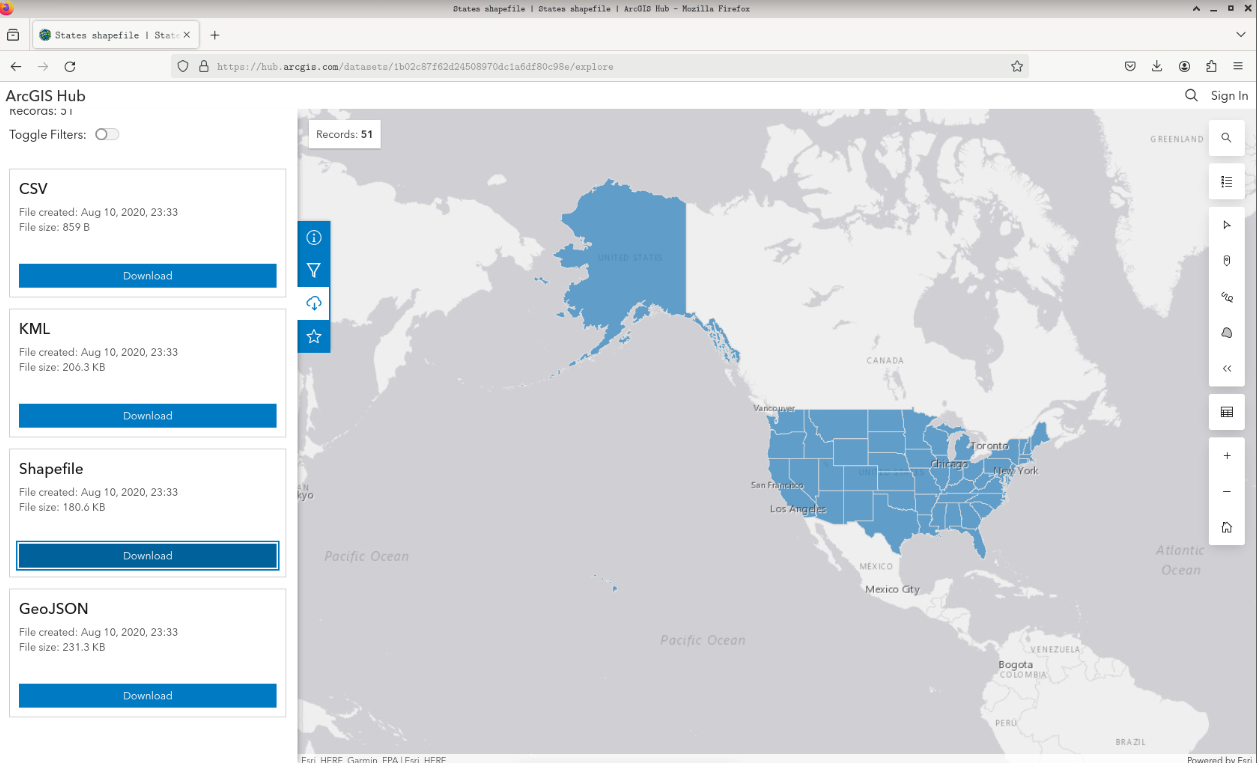 States shapefile | States shapefile | ArcGIS Hub - Mozilla Firefox
States shapefile | State
https://hub.arcgis.com/datasets/1b02c87f62d24508970dc1a6df80c98e/explore
ArcGIS Hub
Sign In
Records: 51
Toggle Filters:
CSV
File created: Aug 10, 2020, 23:33
File size: 859 B
Download
KML
File created: Aug 10, 2020, 23:33
File size: 206.3 KB
Download
Shapefile
File created: Aug 10, 2020, 23:33
File size: 180.6 KB
Download
GeoJSON
File created: Aug 10, 2020, 23:33
File size: 231.3 KB
Download
Records: 51
GREENLAND
UNITED STATES
CANADA
Vancouver
Toronto
Chicago
New York
San Francisco
Los Angeles
kyo
Pacific Ocean
Atlantic
Ocean
MÉXICO
Mexico City
Pacific Ocean
VENEZUELA
Bogota
COLOMBIA
PERÚ
BRAZIL
Esri, HERE, Garmin, EPA | Esri, HERE
Powered by Esri